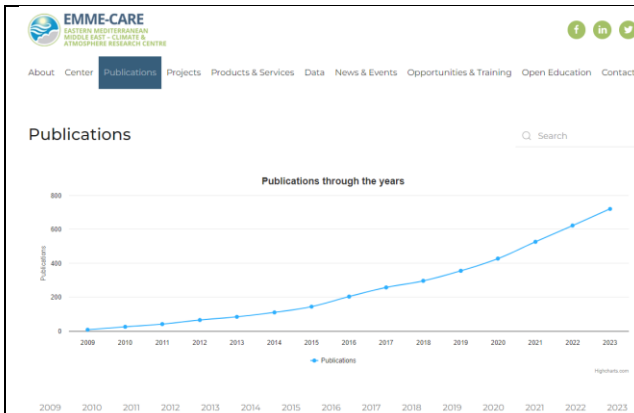 EMME-CARE
EASTERN MEDITERRANEAN
MIDDLE EAST – CLIMATE &
ATMOSPHERE RESEARCH CENTRE
About Center Publications Projects Products & Services Data News & Events Opportunities & Training Open Education Contact
Publications
Search
Publications through the years
800
600
400
200
0
Publications
2009 2010 2011 2012 2013 2014 2015 2016 2017 2018 2019 2020 2021 2022 2023
Publications
Highcharts.com
2009 2010 2011 2012 2013 2014 2015 2016 2017 2018 2019 2020 2021 2022 2023